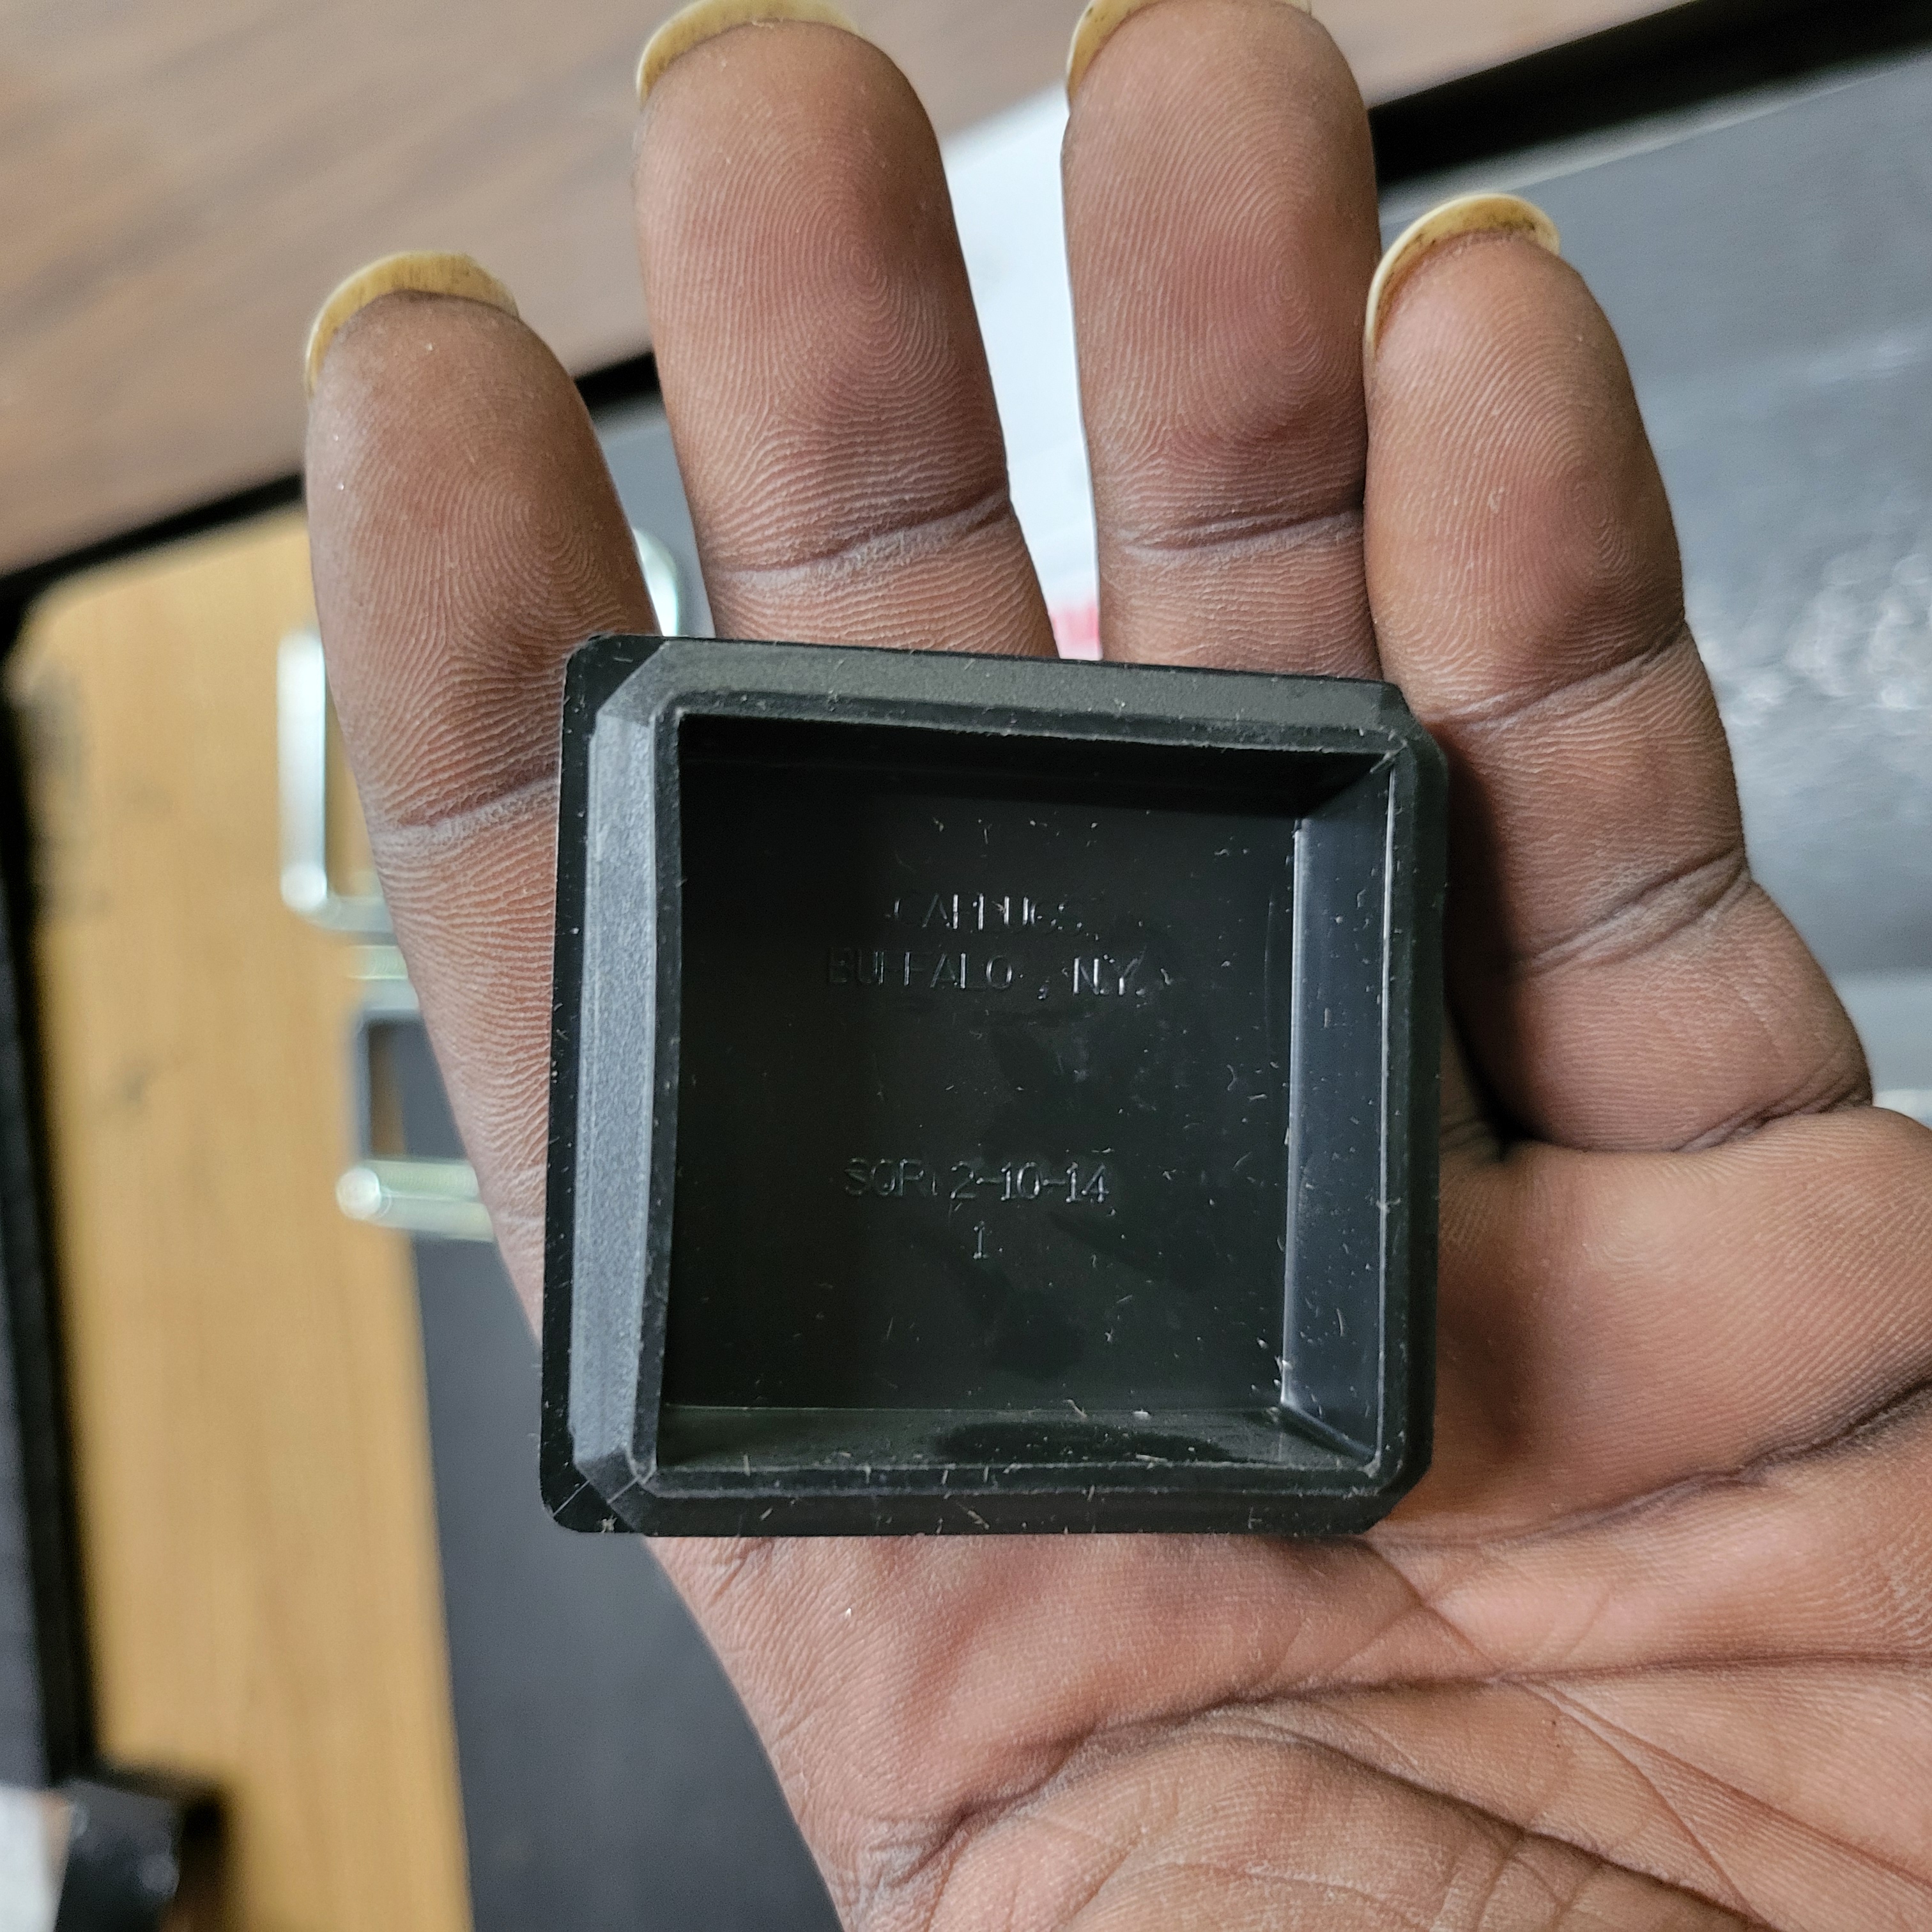 CAPLUGS
BUFFALO, N.Y.
SQR 2-10-14
1